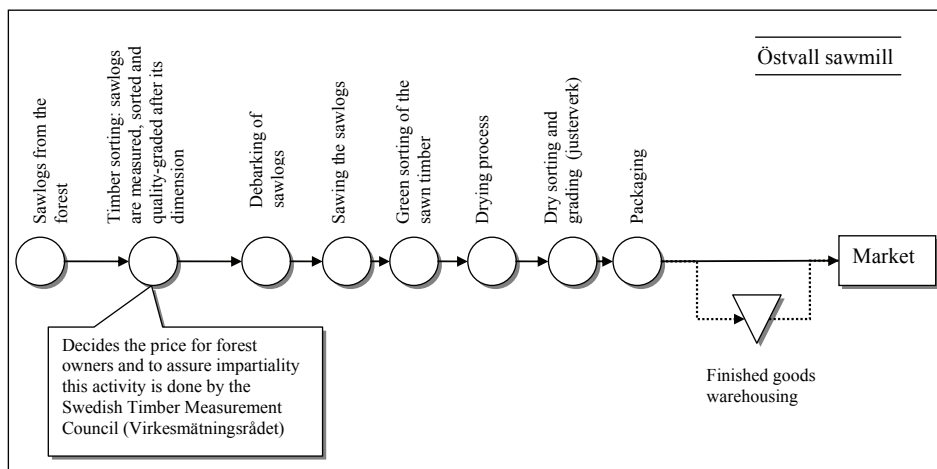 Östvall sawmill
Sawlogs from the
forest
Timber sorting: sawlogs
are measured, sorted and
quality-graded after its
dimension
Debarking of
sawlogs
Sawing the sawlogs
Green sorting of the
sawn timber
Drying process
Dry sorting and
grading (justerverk)
Packaging
Market
Decides the price for forest
owners and to assure impartiality
this activity is done by the
Swedish Timber Measurement
Council (Virkesmätningsrådet)
Finished goods
warehousing